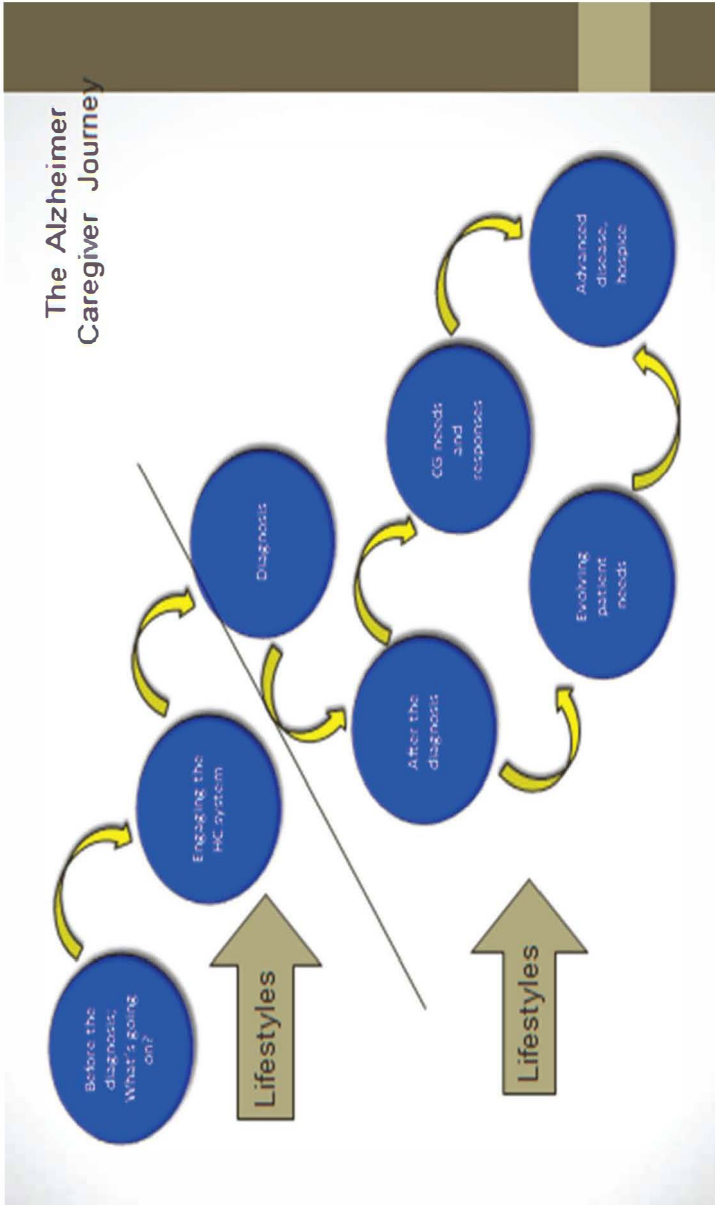 The Alzheimer
Caregiver Journey
Before the
diagnosis;
What's going
on?
Engaging the
HC system
Diagnosis
After the
diagnosis
CG needs
and
responses
Evolving
patient
needs
Advanced
disease,
hospice
Lifestyles
Lifestyles